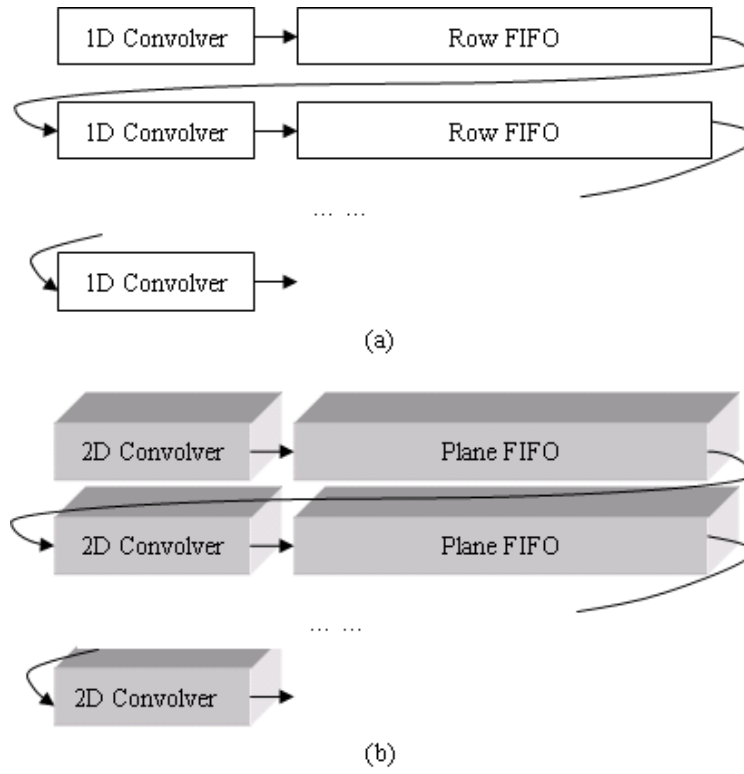 1D Convolver Row FIFO
1D Convolver Row FIFO
... ...
1D Convolver
(a)
2D Convolver Plane FIFO
2D Convolver Plane FIFO
... ...
2D Convolver
(b)